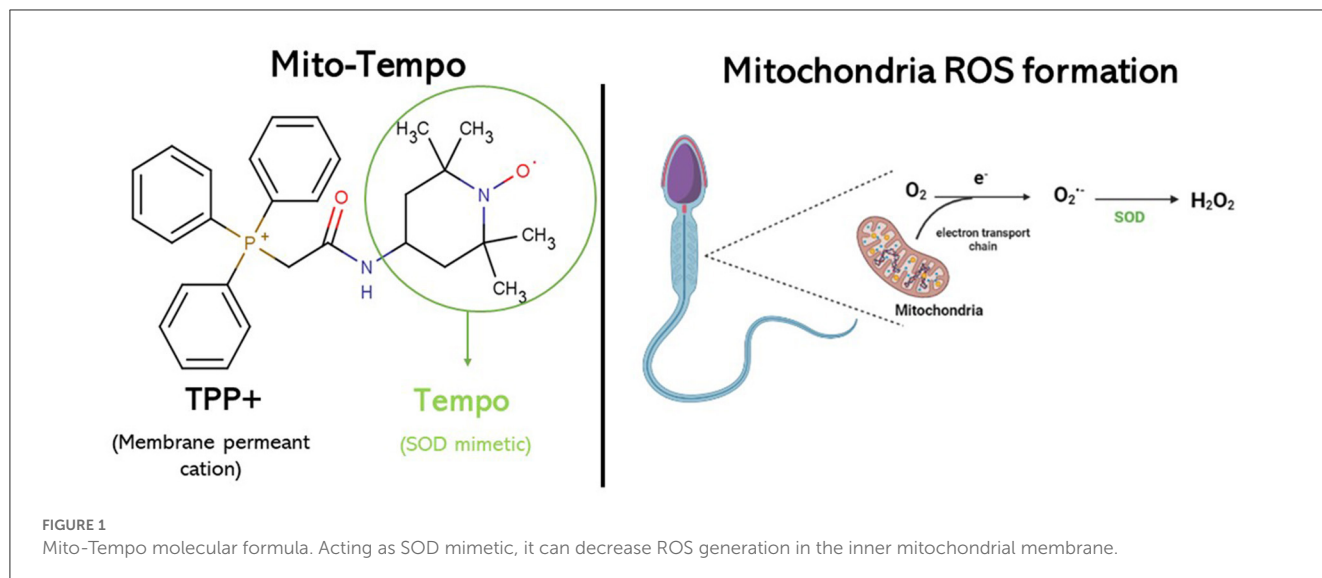 Mito-Tempo
H₃C
CH₃
O·
N
CH₃
CH₃
O
P⁺
N
H
TPP+
(Membrane permeant
cation)
Tempo
(SOD mimetic)
Mitochondria ROS formation
O₂
e⁻
O₂˙⁻
SOD
H₂O₂
electron transport
chain
Mitochondria
FIGURE 1
Mito-Tempo molecular formula. Acting as SOD mimetic, it can decrease ROS generation in the inner mitochondrial membrane.